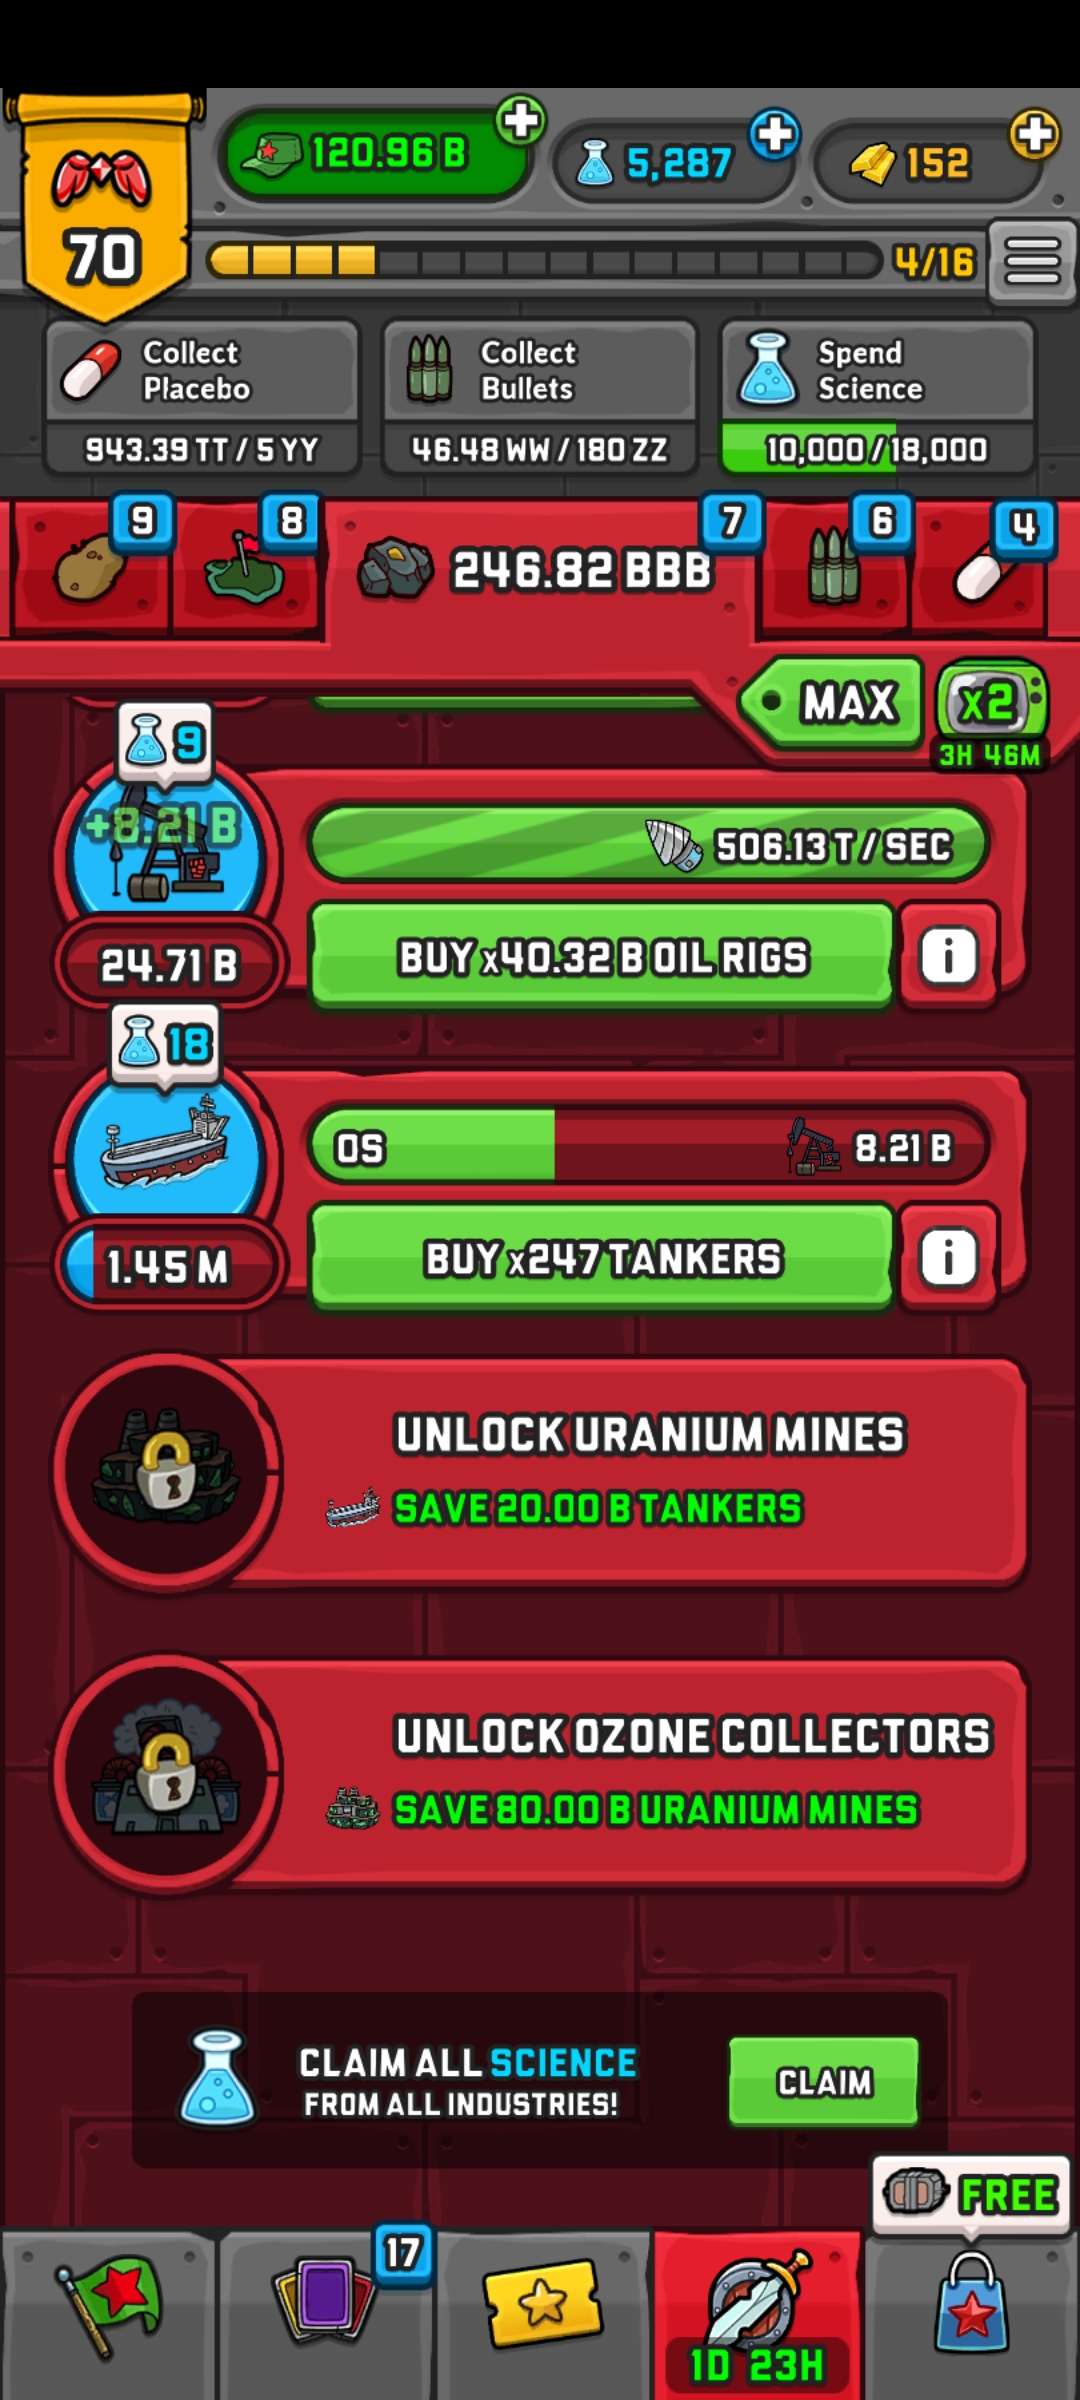 120.96 B
5,287
152
70
4/16
Collect
Placebo
943.39 TT / 5 YY
Collect
Bullets
46.48 WW / 180 ZZ
Spend
Science
10,000 / 18,000
9
8
246.82 BBB
7
6
4
MAX
x2
3H 46M
9
+8.21 B
506.13 T / SEC
24.71 B
BUY x40.32 B OIL RIGS
i
18
0S
8.21 B
1.45 M
BUY x247 TANKERS
i
UNLOCK URANIUM MINES
SAVE 20.00 B TANKERS
UNLOCK OZONE COLLECTORS
SAVE 80.00 B URANIUM MINES
CLAIM ALL SCIENCE
FROM ALL INDUSTRIES!
CLAIM
FREE
17
1D 23H